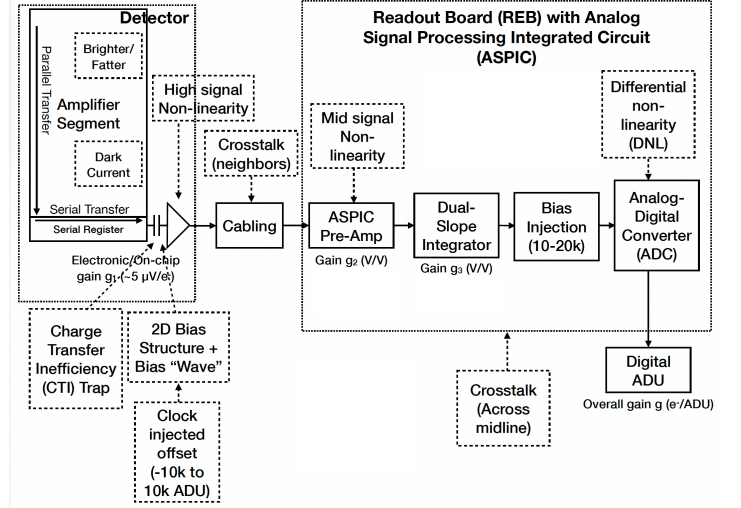 Detector
Brighter/
Fatter
Parallel Transfer
Amplifier
Segment
Dark
Current
Serial Transfer
Serial Register
High signal
Non-linearity
Electronic/On-chip
gain g₁ (~5 µV/e-)
Charge
Transfer
Inefficiency
(CTI) Trap
2D Bias
Structure +
Bias “Wave”
Clock
injected
offset
(-10k to
10k ADU)
Crosstalk
(neighbors)
Cabling
Readout Board (REB) with Analog
Signal Processing Integrated Circuit
(ASPIC)
Mid signal
Non-
linearity
ASPIC
Pre-Amp
Gain g₂ (V/V)
Dual-
Slope
Integrator
Gain g₃ (V/V)
Bias
Injection
(10-20k)
Differential
non-
linearity
(DNL)
Analog-
Digital
Converter
(ADC)
Crosstalk
(Across
midline)
Digital
ADU
Overall gain g (e⁻/ADU)